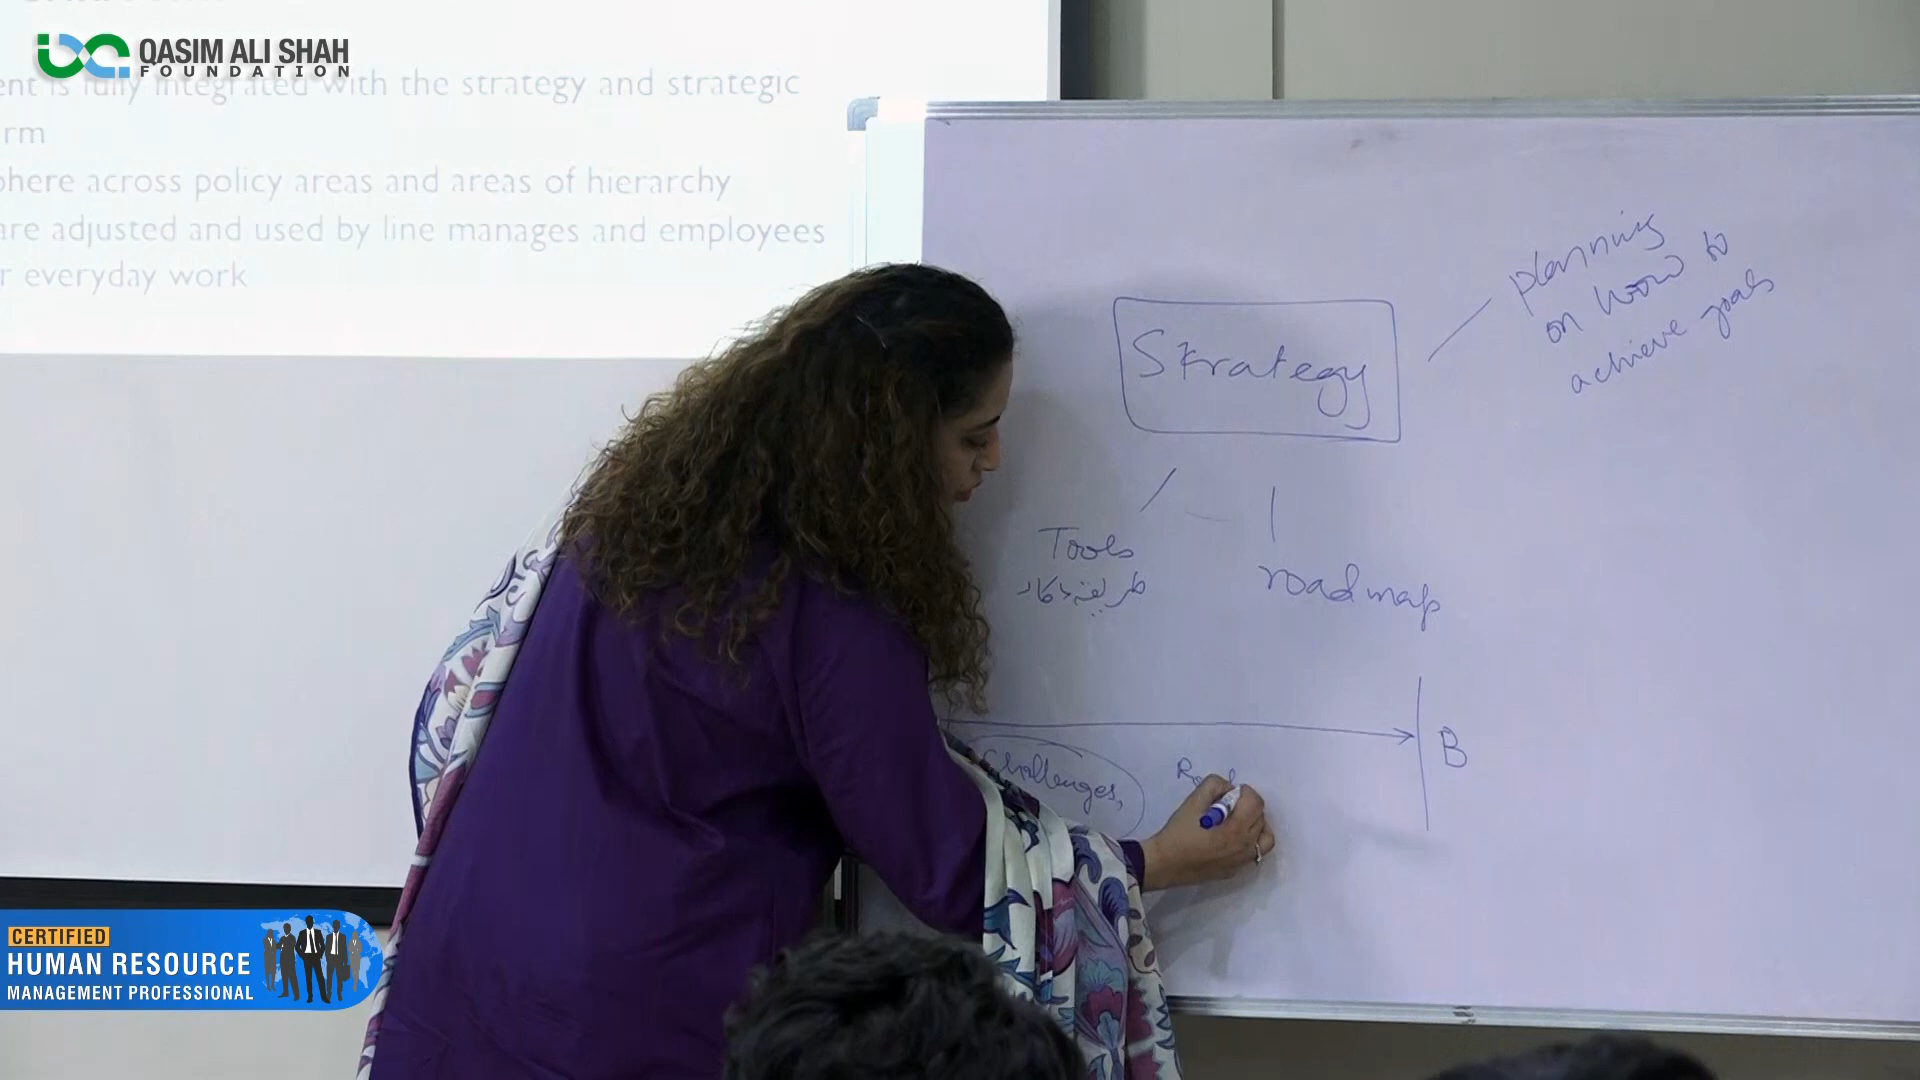 QASIM ALI SHAH
FOUNDATION
ent is fully integrated with the strategy and strategic
rm
phere across policy areas and areas of hierarchy
are adjusted and used by line manages and employees
r everyday work
Strategy
planning
on how to
achieve goals
Tools
طریقہ کار
roadmap
B
Challenges,
CERTIFIED
HUMAN RESOURCE
MANAGEMENT PROFESSIONAL